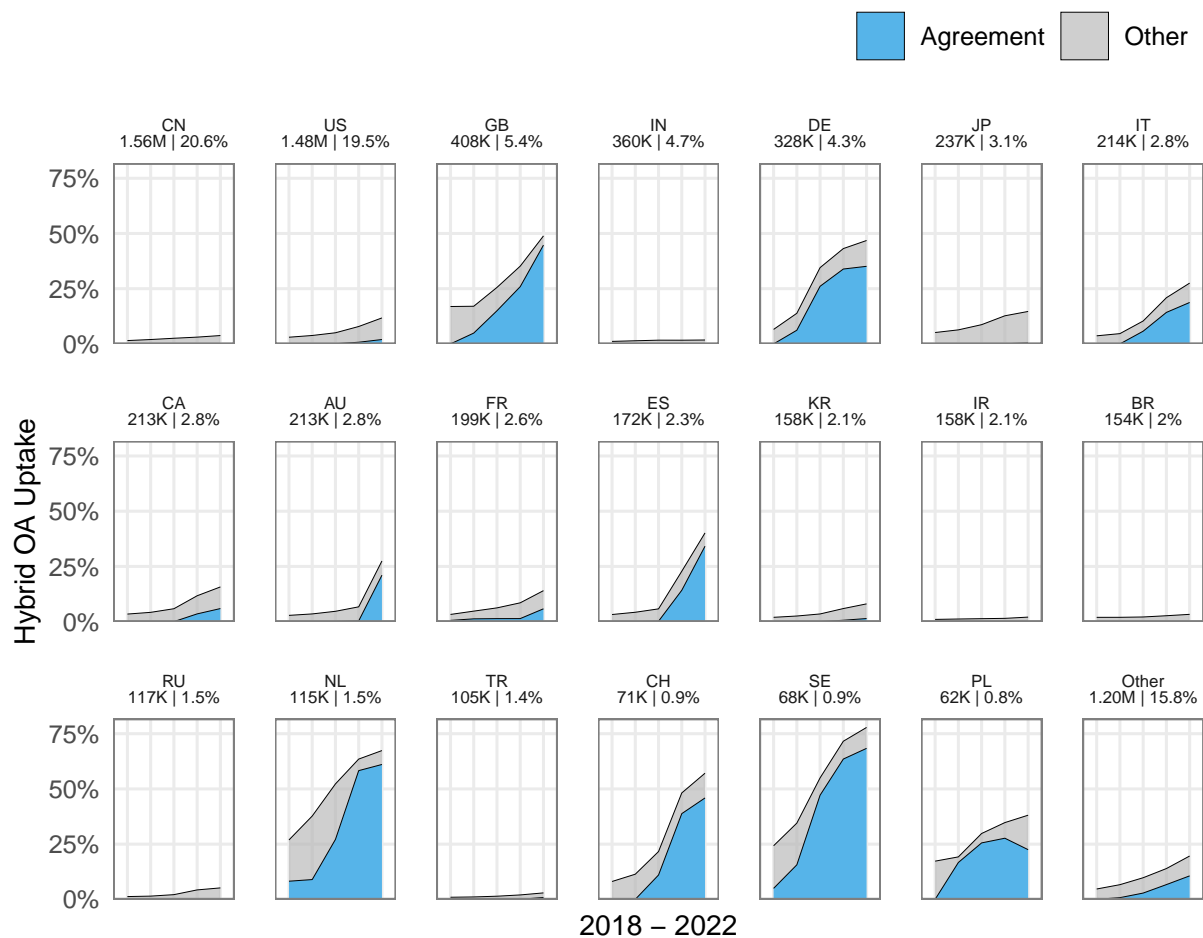 Agreement Other
CN US GB IN DE JP IT
1.56M | 20.6% 1.48M | 19.5% 408K | 5.4% 360K | 4.7% 328K | 4.3% 237K | 3.1% 214K | 2.8%
75%
50%
25%
0%
CA AU FR ES KR IR BR
213K | 2.8% 213K | 2.8% 199K | 2.6% 172K | 2.3% 158K | 2.1% 158K | 2.1% 154K | 2%
75%
50%
25%
0%
Hybrid OA Uptake
RU NL TR CH SE PL Other
117K | 1.5% 115K | 1.5% 105K | 1.4% 71K | 0.9% 68K | 0.9% 62K | 0.8% 1.20M | 15.8%
75%
50%
25%
0%
2018 – 2022